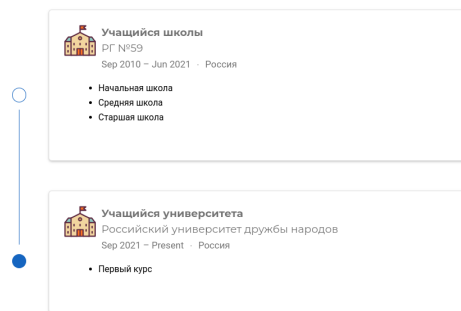 Учащийся школы
РГ №59
Sep 2010 – Jun 2021 · Россия
Начальная школа
Средняя школа
Старшая школа
Учащийся университета
Российский университет дружбы народов
Sep 2021 – Present · Россия
Первый курс